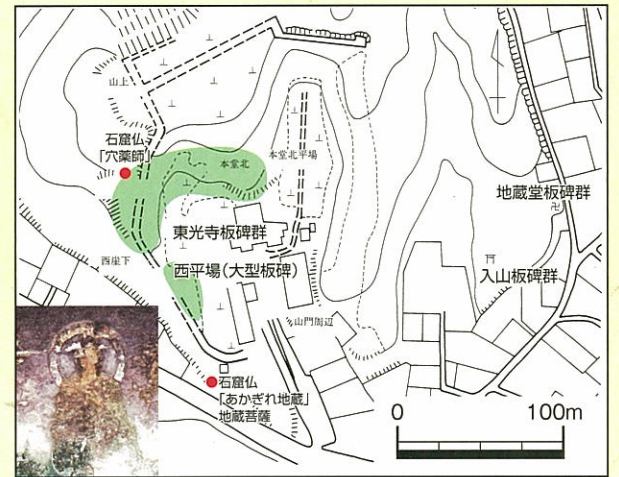 山上
石窟仏
「穴薬師」
本堂北
本堂北平場
地蔵堂板碑群
卍
東光寺板碑群
西崖下
西平場(大型板碑)
入山板碑群
山門周辺
石窟仏
「あかぎれ地蔵」
地蔵菩薩
0 100m